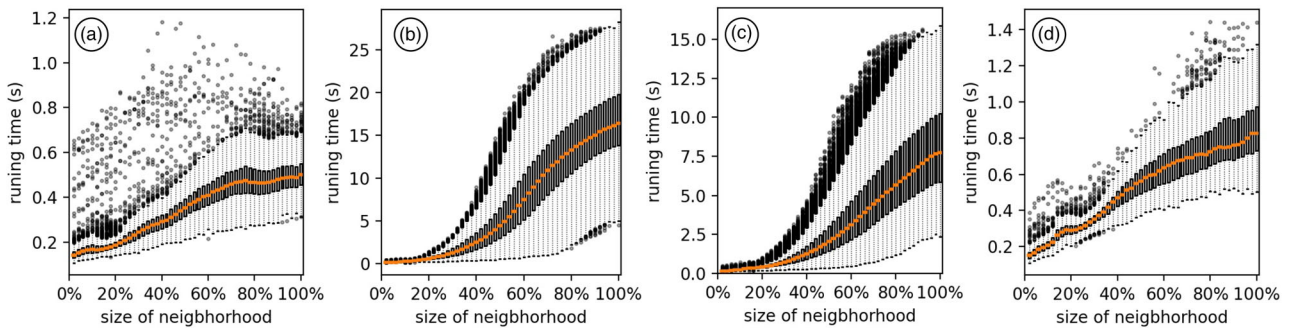 (a)
runing time (s)
1.2
1.0
0.8
0.6
0.4
0.2
0% 20% 40% 60% 80% 100%
size of neigbhorhood
(b)
runing time (s)
25
20
15
10
5
0
0% 20% 40% 60% 80% 100%
size of neigbhorhood
(c)
runing time (s)
15.0
12.5
10.0
7.5
5.0
2.5
0.0
0% 20% 40% 60% 80% 100%
size of neigbhorhood
(d)
runing time (s)
1.4
1.2
1.0
0.8
0.6
0.4
0.2
0% 20% 40% 60% 80% 100%
size of neigbhorhood